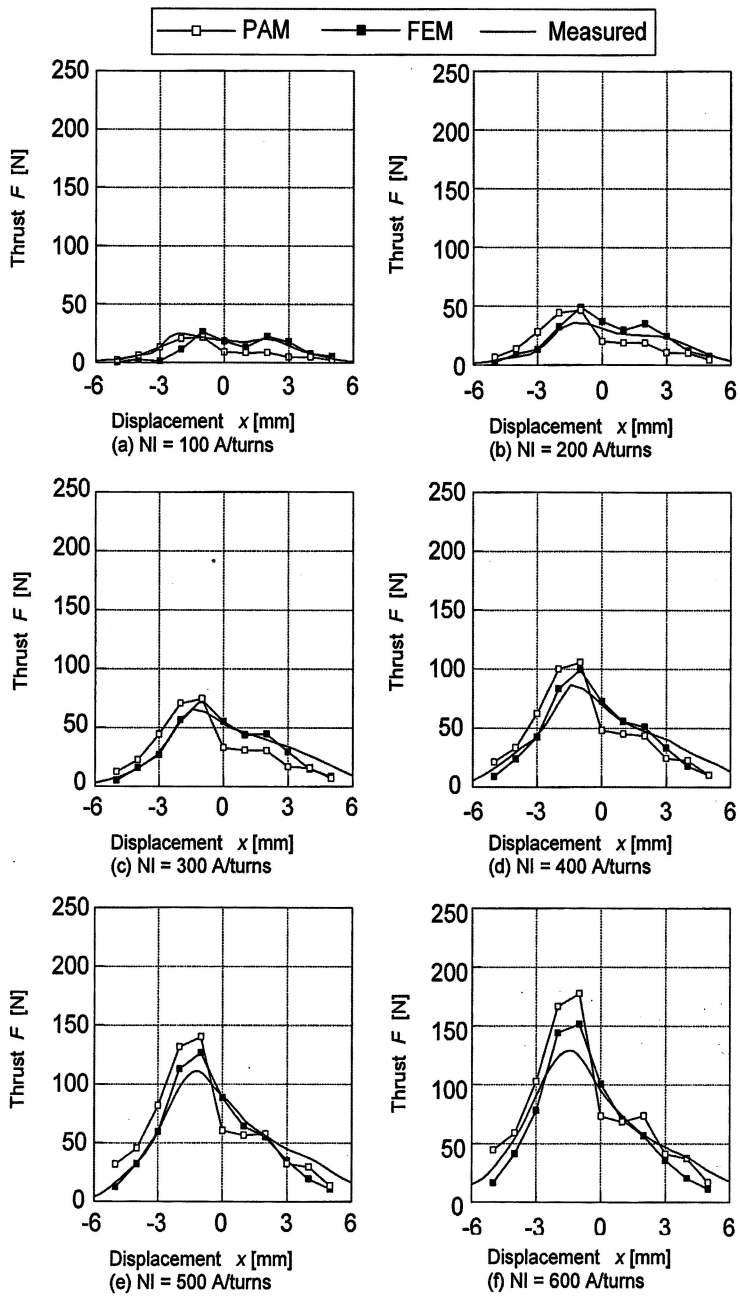 PAM FEM Measured
250
200
150
100
50
0
Thrust F [N]
-6 -3 0 3 6
Displacement x [mm]
(a) NI = 100 A/turns
250
200
150
100
50
0
Thrust F [N]
-6 -3 0 3 6
Displacement x [mm]
(b) NI = 200 A/turns
250
200
150
100
50
0
Thrust F [N]
-6 -3 0 3 6
Displacement x [mm]
(c) NI = 300 A/turns
250
200
150
100
50
0
Thrust F [N]
-6 -3 0 3 6
Displacement x [mm]
(d) NI = 400 A/turns
250
200
150
100
50
0
Thrust F [N]
-6 -3 0 3 6
Displacement x [mm]
(e) NI = 500 A/turns
250
200
150
100
50
0
Thrust F [N]
-6 -3 0 3 6
Displacement x [mm]
(f) NI = 600 A/turns